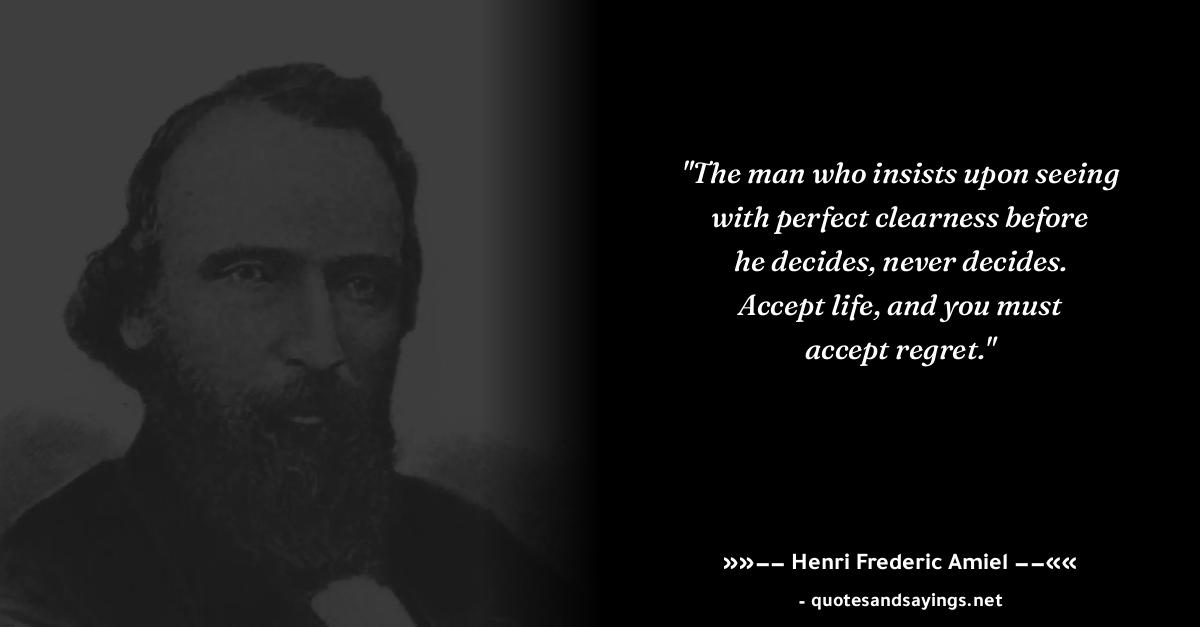 "The man who insists upon seeing
with perfect clearness before
he decides, never decides.
Accept life, and you must
accept regret."
»»−− Henri Frederic Amiel −−««
- quotesandsayings.net